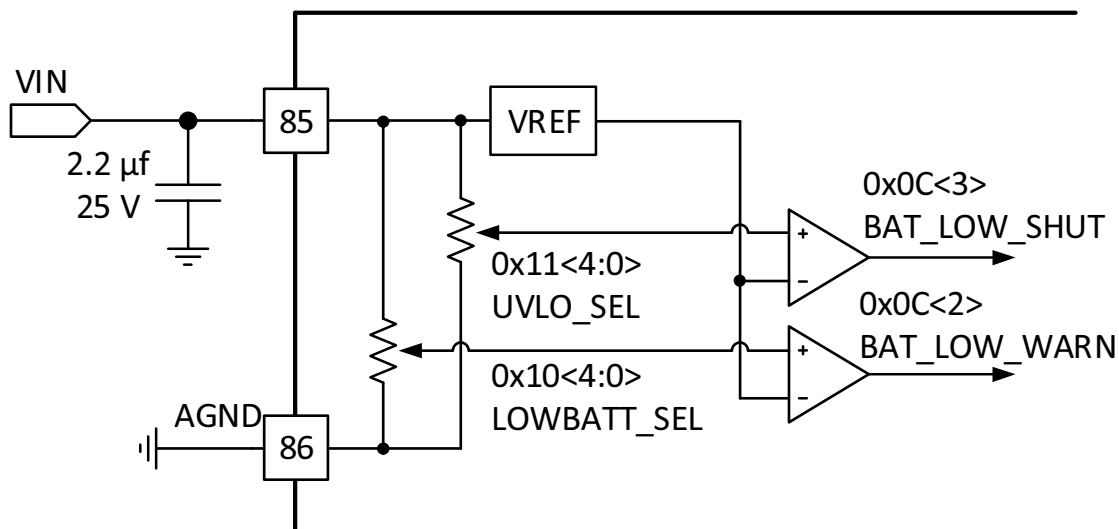 VIN
85
VREF
2.2 µf
25 V
0x0C<3>
BAT_LOW_SHUT
+
-
0x11<4:0>
UVLO_SEL
0x0C<2>
BAT_LOW_WARN
+
-
0x10<4:0>
LOWBATT_SEL
AGND
86